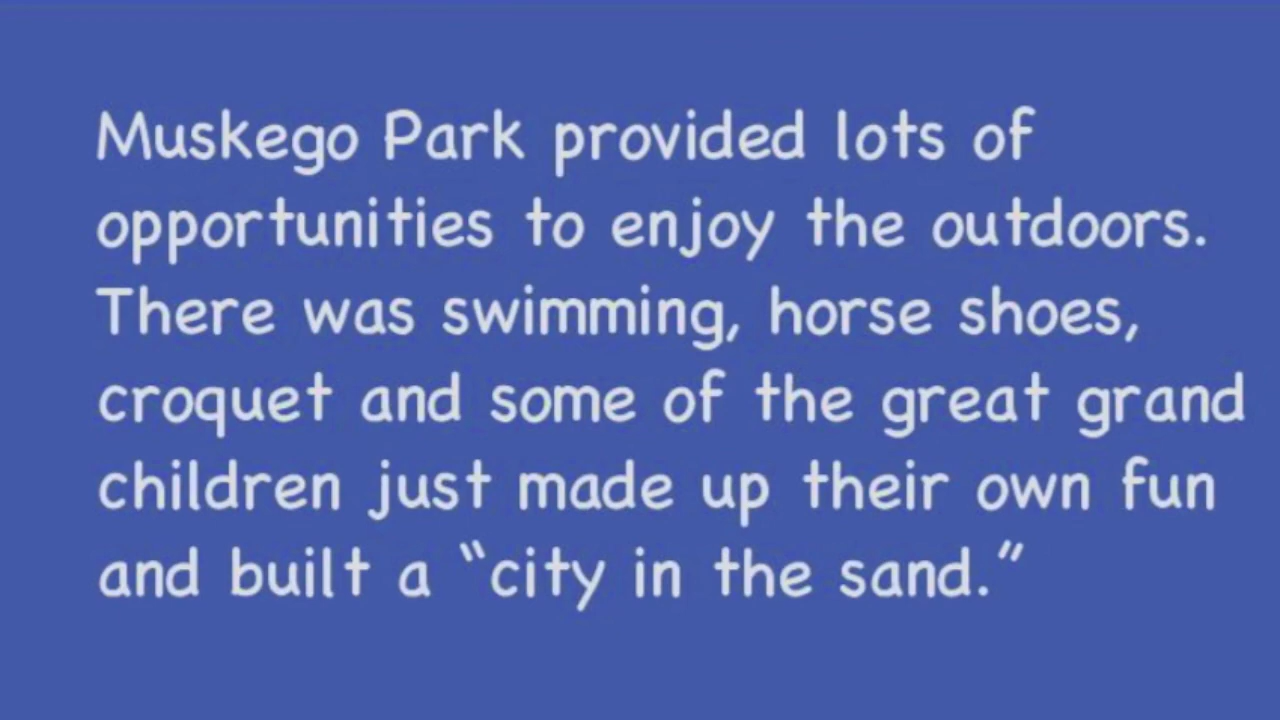 Muskego Park provided lots of
opportunities to enjoy the outdoors.
There was swimming, horse shoes,
croquet and some of the great grand
children just made up their own fun
and built a “city in the sand.”